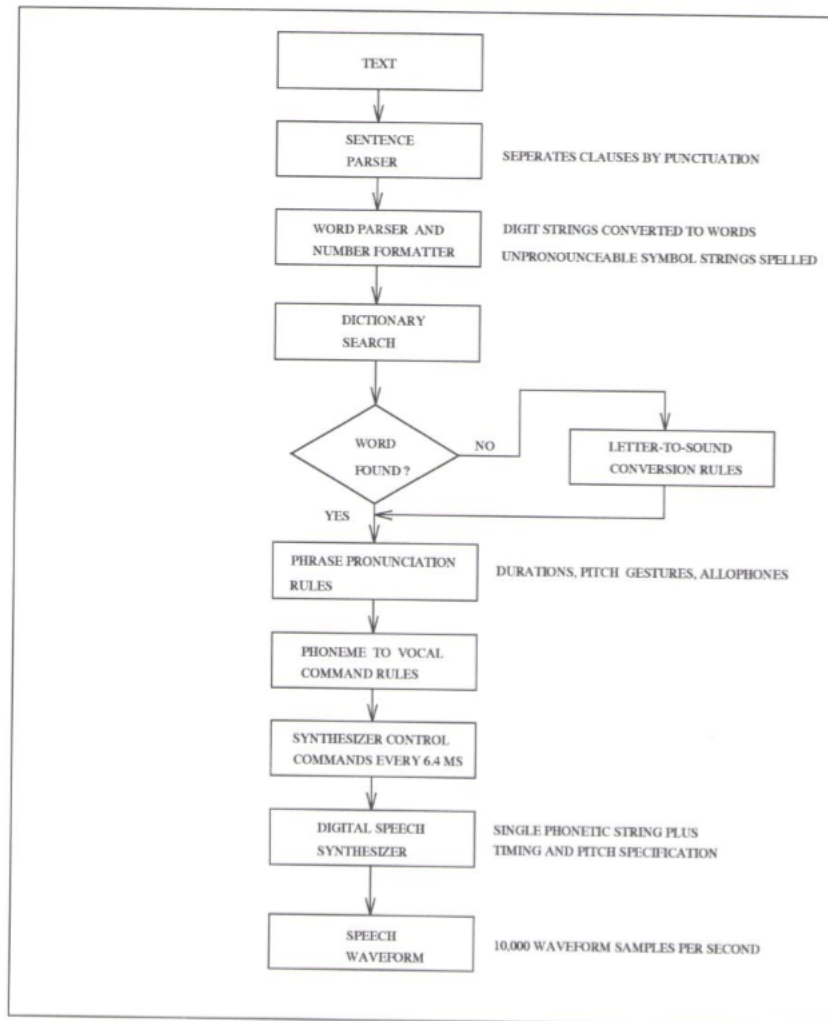 TEXT
SENTENCE
PARSER
SEPERATES CLAUSES BY PUNCTUATION
WORD PARSER AND
NUMBER FORMATTER
DIGIT STRINGS CONVERTED TO WORDS
UNPRONOUNCEABLE SYMBOL STRINGS SPELLED
DICTIONARY
SEARCH
WORD
FOUND ?
NO
LETTER-TO-SOUND
CONVERSION RULES
YES
PHRASE PRONUNCIATION
RULES
DURATIONS, PITCH GESTURES, ALLOPHONES
PHONEME TO VOCAL
COMMAND RULES
SYNTHESIZER CONTROL
COMMANDS EVERY 6.4 MS
DIGITAL SPEECH
SYNTHESIZER
SINGLE PHONETIC STRING PLUS
TIMING AND PITCH SPECIFICATION
SPEECH
WAVEFORM
10,000 WAVEFORM SAMPLES PER SECOND